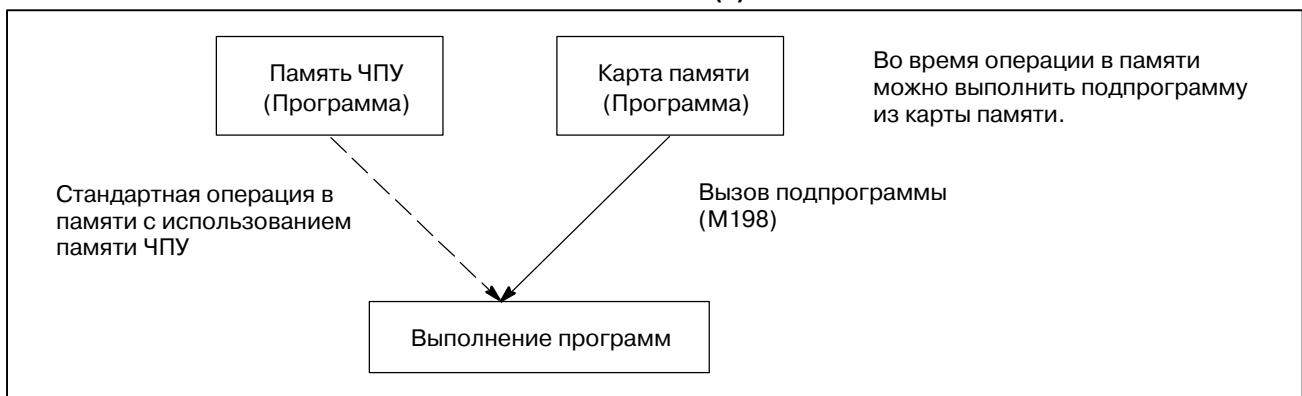 Память ЧПУ
(Программа)
Карта памяти
(Программа)
Во время операции в памяти
можно выполнить подпрограмму
из карты памяти.
Стандартная операция в
памяти с использованием
памяти ЧПУ
Вызов подпрограммы
(M198)
Выполнение программ